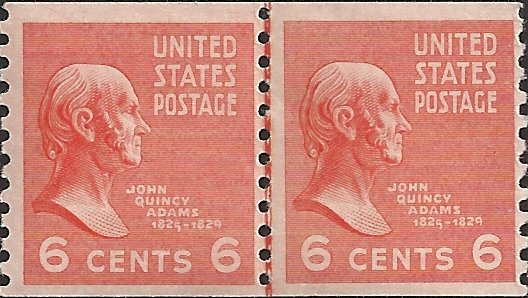 UNITED
STATES
POSTAGE
JOHN
QUINCY
ADAMS
1825-1829
6 CENTS 6
UNITED
STATES
POSTAGE
JOHN
QUINCY
ADAMS
1825-1829
6 CENTS 6